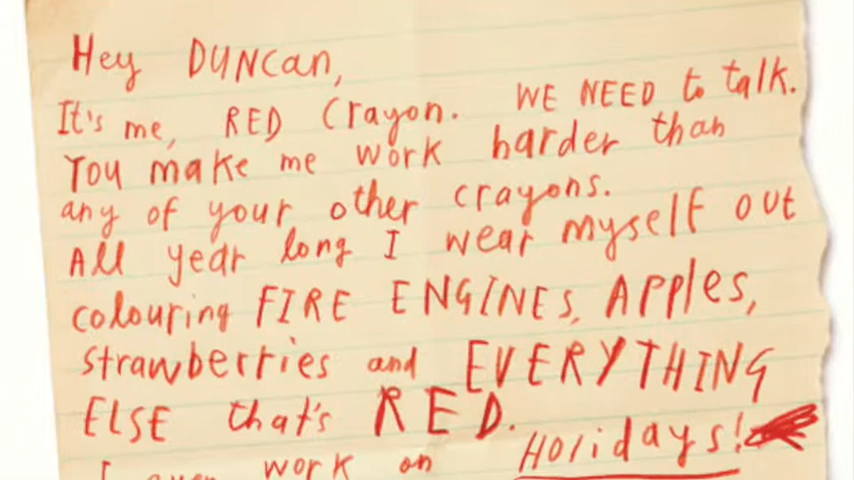 Hey DUNCan,
It's me, RED Crayon. WE NEED to talk.
You make me work harder than
any of your other crayons.
All year long I wear myself out
colouring FIRE ENGINES, Apples,
strawberries and EVERYTHING
ELSE that's RED.
I even work on Holidays!